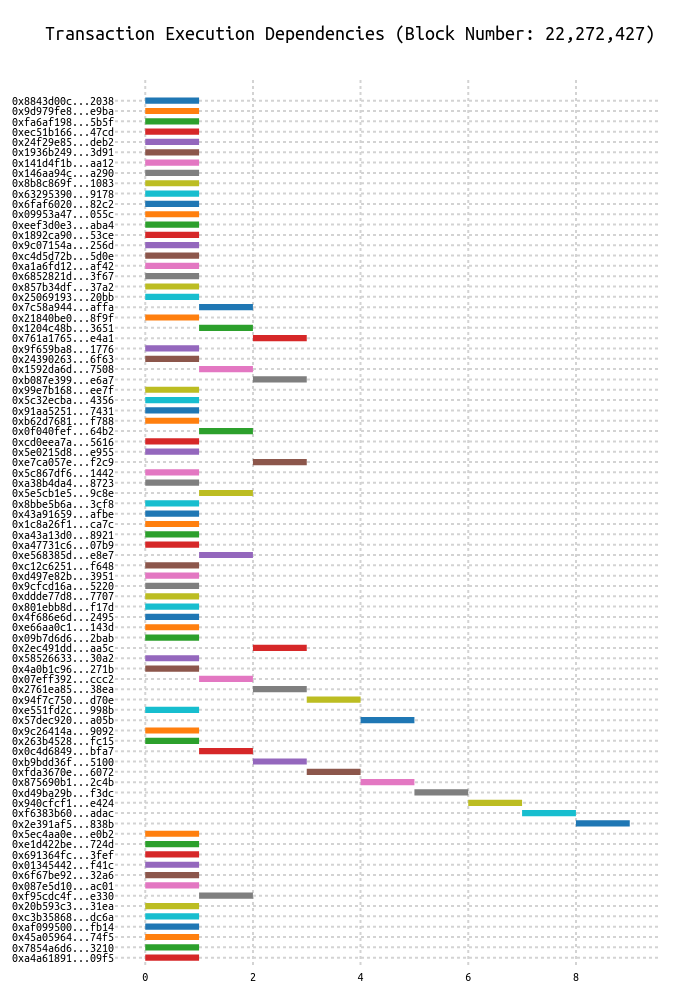 Transaction Execution Dependencies (Block Number: 22,272,427)
0x8843d00c...2038
0x9d979fe8...e9ba
0xfa6af198...5b5f
0xec51b166...47cd
0x24f29e85...deb2
0x1936b249...3d91
0x141d4f1b...aa12
0x146aa94c...a290
0x8b8c869f...1083
0x63295390...9178
0x6faf6020...82c2
0x09953a47...055c
0xeef3d0e3...aba4
0x1892ca90...53ce
0x9c07154a...256d
0xc4d5d72b...5d0e
0xa1a6fd12...af42
0x6852821d...3f67
0x857b34df...37a2
0x25069193...20bb
0x7c58a944...affa
0x21840be0...8f9f
0x1204c48b...3651
0x761a1765...e4a1
0x9f659ba8...1776
0x24390263...6f63
0x1592da6d...7508
0xb087e399...e6a7
0x99e7b168...ee7f
0x5c32ecba...4356
0x91aa5251...7431
0xb62d7681...f788
0x0f040fef...64b2
0xcd0eea7a...5616
0x5e0215d8...e955
0xe7ca057e...f2c9
0x5c867df6...1442
0xa38b4da4...8723
0x5e5cb1e5...9c8e
0x8bbe5b6a...3cf8
0x43a91659...afbe
0x1c8a26f1...ca7c
0xa43a13d0...8921
0xa47731c6...07b9
0xe568385d...e8e7
0xc12c6251...f648
0xd497e82b...3951
0x9cfcd16a...5220
0xddde77d8...7707
0x801ebb8d...f17d
0x4f686e6d...2495
0xe66aa0c1...143d
0x09b7d6d6...2bab
0x2ec491dd...aa5c
0x58526633...30a2
0x4a0b1c96...271b
0x07eff392...ccc2
0x2761ea85...38ea
0x94f7c750...d70e
0xe551fd2c...998b
0x57dec920...a05b
0x9c26414a...9092
0x263b4528...fc15
0x0c4d6849...bfa7
0xb9bdd36f...5100
0xfda3670e...6072
0x875690b1...2c4b
0xd49ba29b...f3dc
0x940cfcf1...e424
0xf6383b60...adac
0x2e391af5...838b
0x5ec4aa0e...e0b2
0xe1d422be...724d
0x691364fc...3fef
0x01345442...f41c
0x6f67be92...32a6
0x087e5d10...ac01
0xf95cdc4f...e330
0x20b593c3...31ea
0xc3b35868...dc6a
0xaf099500...fb14
0x45a05964...74f5
0x7854a6d6...3210
0xa4a61891...09f5
0 2 4 6 8